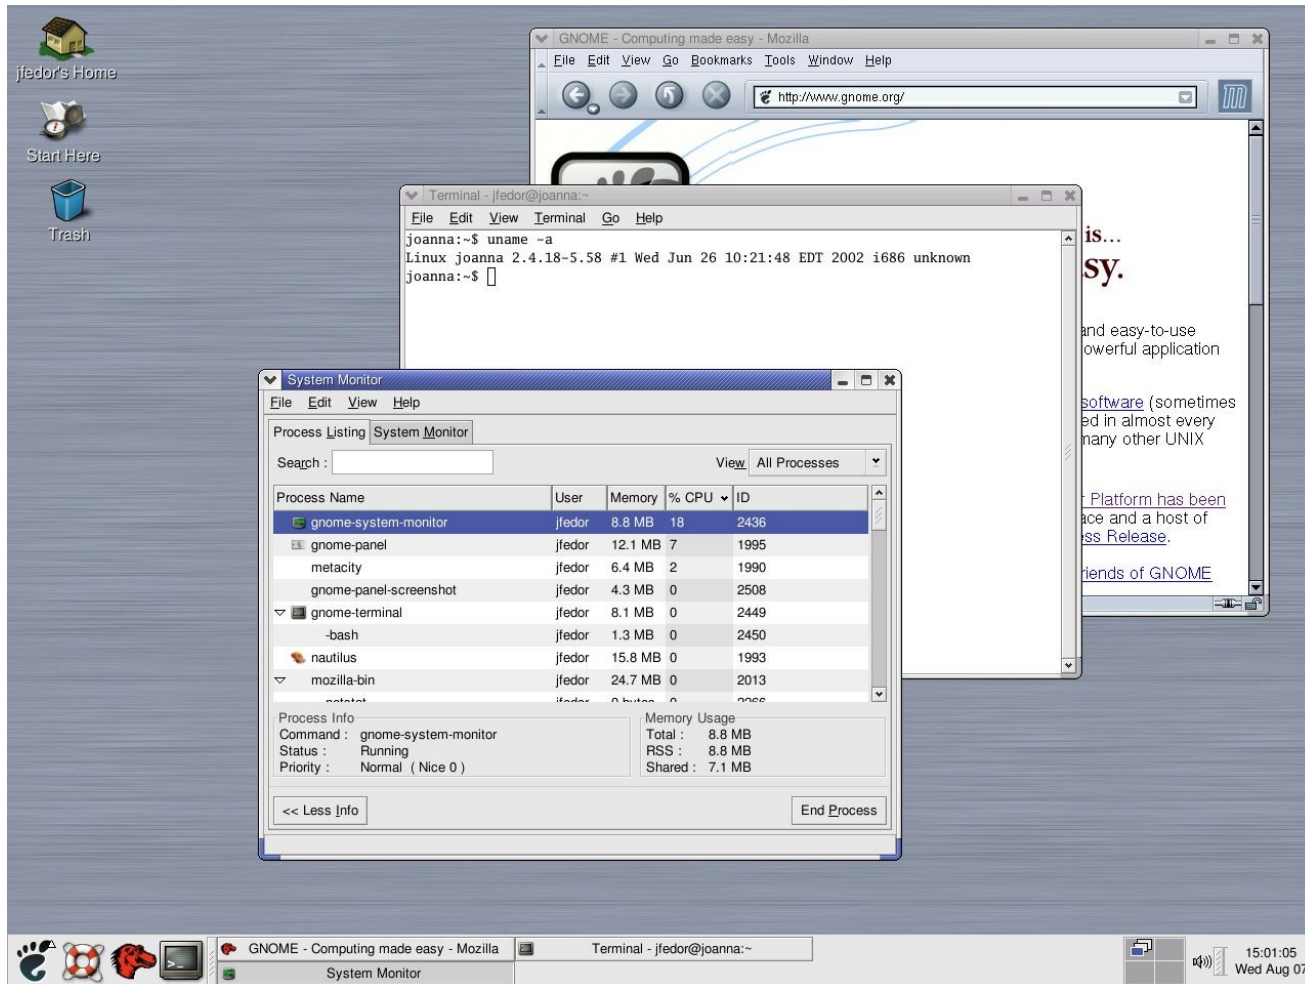 jfedor's Home
Start Here
Trash
GNOME - Computing made easy - Mozilla
File Edit View Go Bookmarks Tools Window Help
http://www.gnome.org/
is...
sy.
and easy-to-use
owerful application
software (sometimes
ed in almost every
many other UNIX
Platform has been
ace and a host of
ess Release.
riends of GNOME
Terminal - jfedor@joanna:~
File Edit View Terminal Go Help
joanna:~$ uname -a
Linux joanna 2.4.18-5.58 #1 Wed Jun 26 10:21:48 EDT 2002 i686 unknown
joanna:~$
System Monitor
File Edit View Help
Process Listing System Monitor
Search : View All Processes
Process Name User Memory % CPU ID
gnome-system-monitor jfedor 8.8 MB 18 2436
gnome-panel jfedor 12.1 MB 7 1995
metacity jfedor 6.4 MB 2 1990
gnome-panel-screenshot jfedor 4.3 MB 0 2508
gnome-terminal jfedor 8.1 MB 0 2449
-bash jfedor 1.3 MB 0 2450
nautilus jfedor 15.8 MB 0 1993
mozilla-bin jfedor 24.7 MB 0 2013
Process Info
Command : gnome-system-monitor
Status : Running
Priority : Normal ( Nice 0 )
Memory Usage
Total : 8.8 MB
RSS : 8.8 MB
Shared : 7.1 MB
<< Less Info End Process
GNOME - Computing made easy - Mozilla Terminal - jfedor@joanna:~
System Monitor
15:01:05
Wed Aug 07